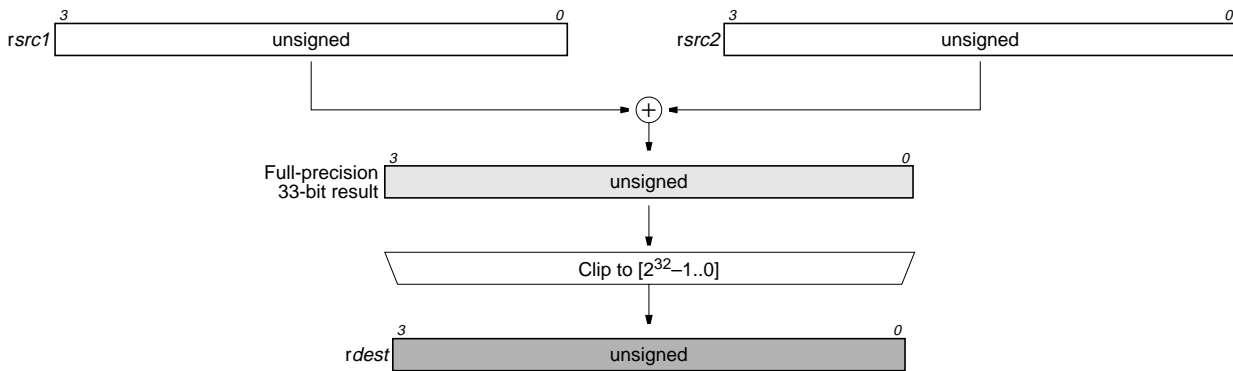 3 0 3 0
rsrc1 unsigned rsrc2 unsigned
+
3 0
Full-precision
33-bit result
unsigned
Clip to [2³²–1..0]
3 0
rdest unsigned